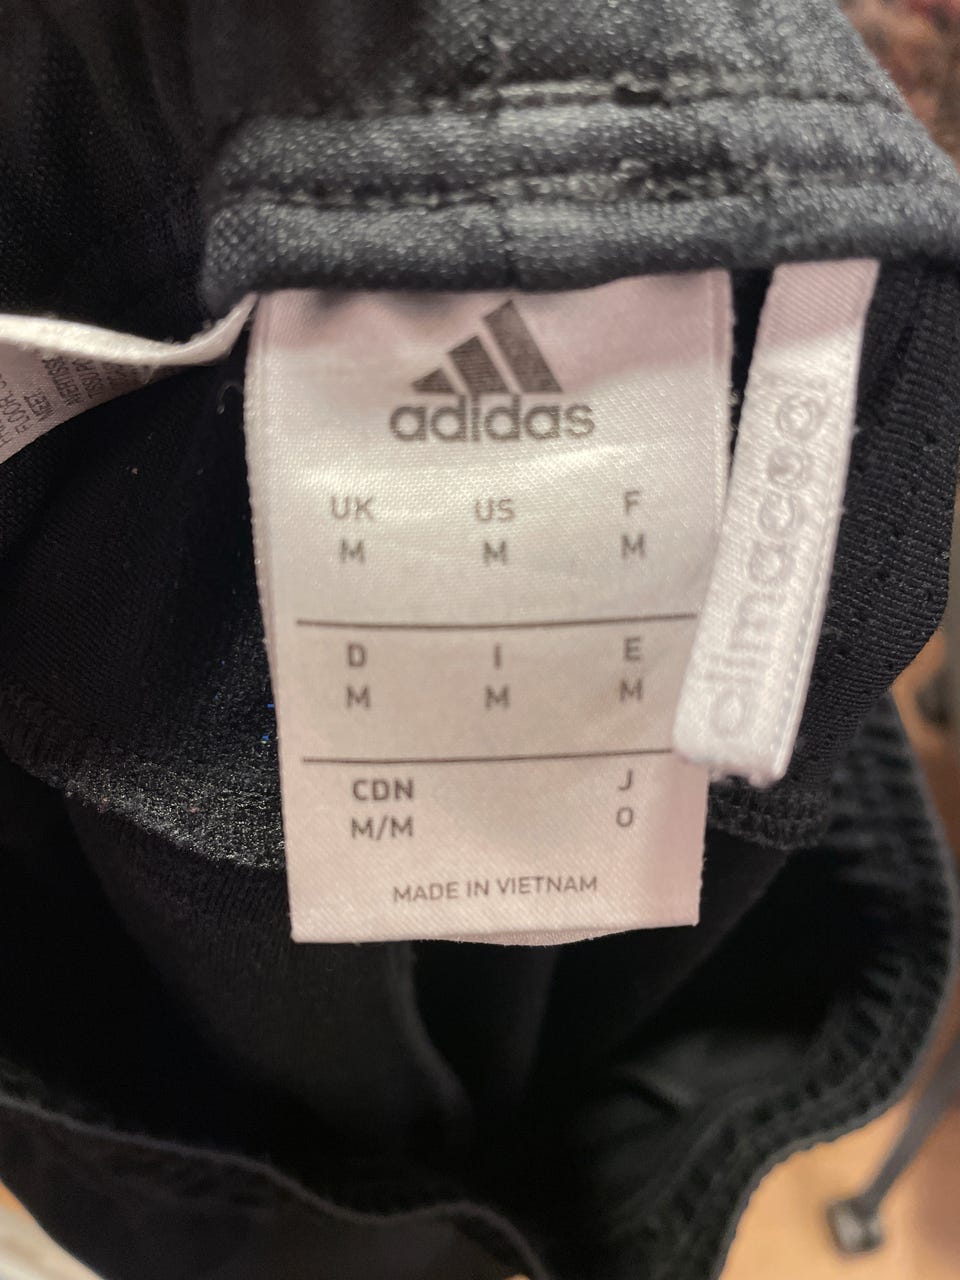 adidas
UK US F
M M M
D I E
M M M
CDN J
M/M O
MADE IN VIETNAM
climacool